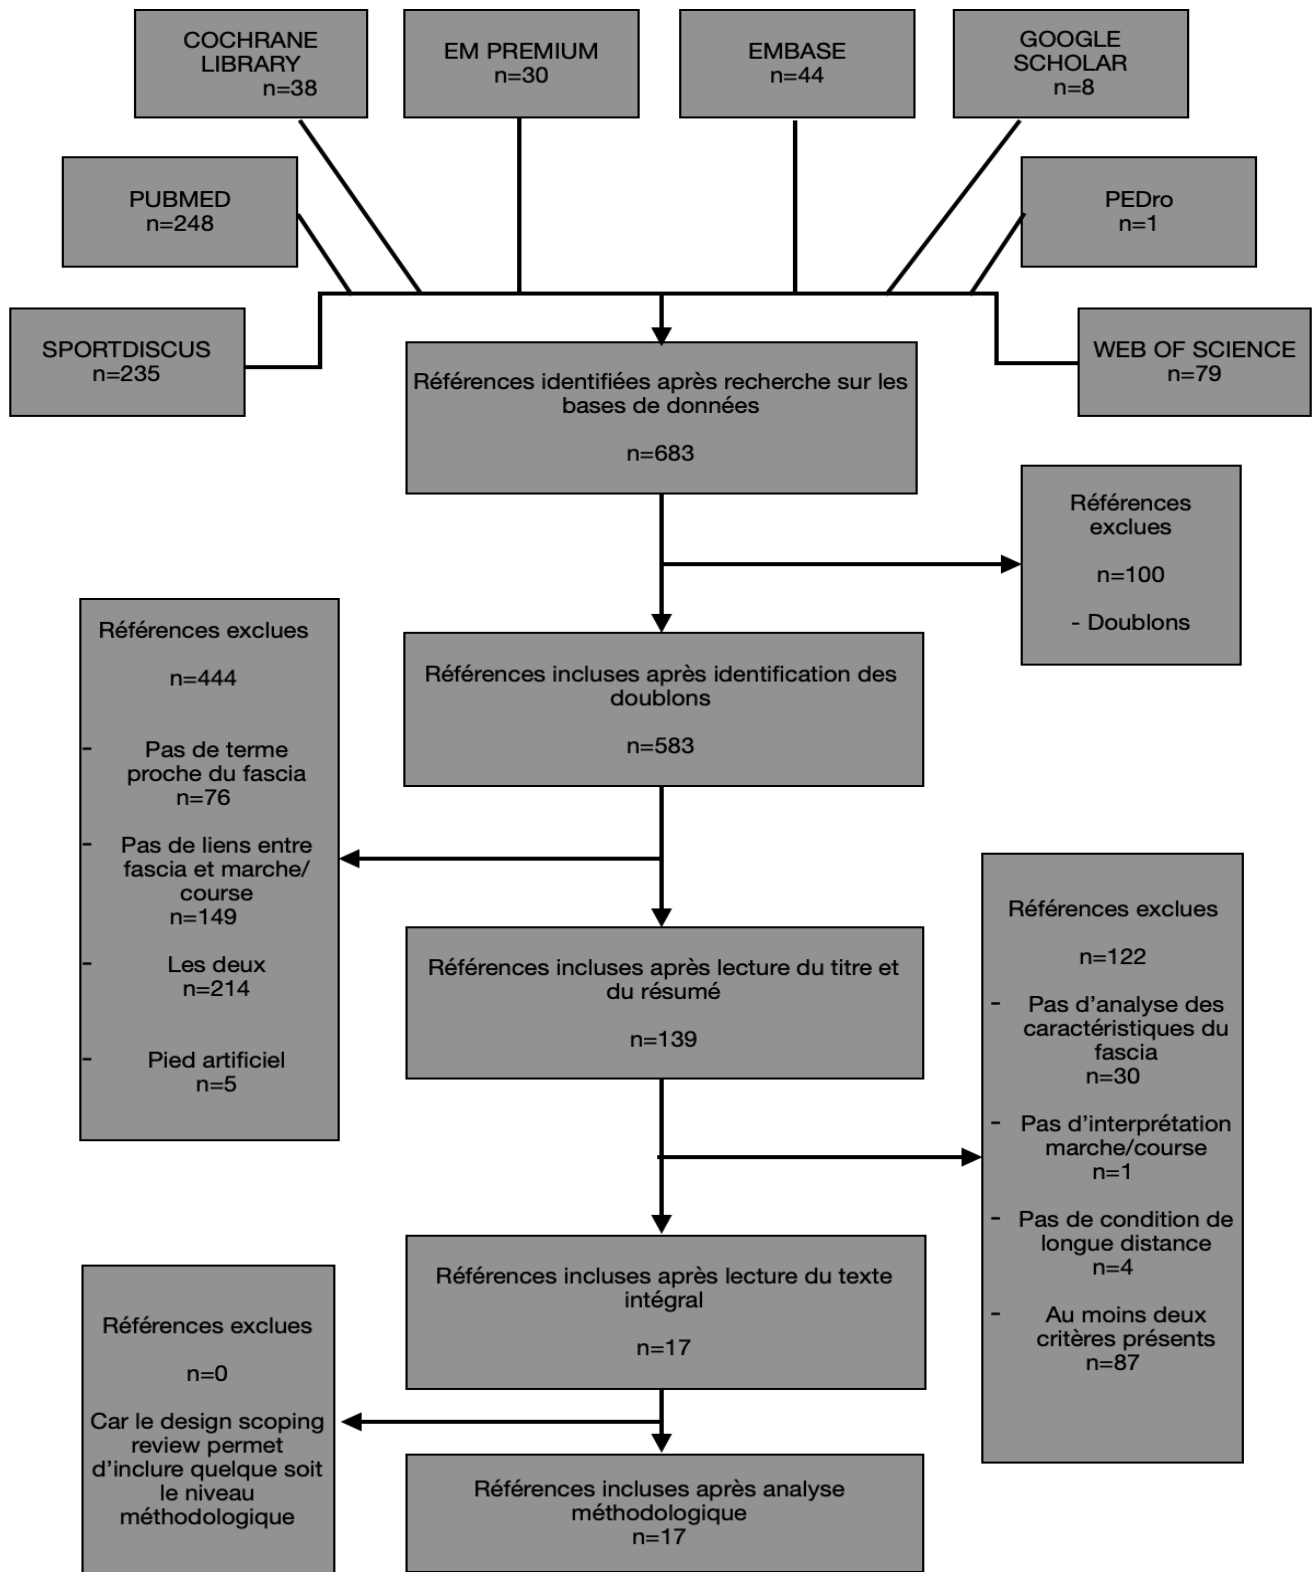 COCHRANE
LIBRARY
n=38
EM PREMIUM
n=30
EMBASE
n=44
GOOGLE
SCHOLAR
n=8
PUBMED
n=248
PEDro
n=1
SPORTDISCUS
n=235
WEB OF SCIENCE
n=79
Références identifiées après recherche sur les
bases de données
n=683
Références
exclues
n=100
- Doublons
Références incluses après identification des
doublons
n=583
Références exclues
n=444
- Pas de terme
proche du fascia
n=76
- Pas de liens entre
fascia et marche/
course
n=149
- Les deux
n=214
- Pied artificiel
n=5
Références incluses après lecture du titre et
du résumé
n=139
Références exclues
n=122
- Pas d'analyse des
caractéristiques du
fascia
n=30
- Pas d'interprétation
marche/course
n=1
- Pas de condition de
longue distance
n=4
- Au moins deux
critères présents
n=87
Références incluses après lecture du texte
intégral
n=17
Références exclues
n=0
Car le design scoping
review permet
d'inclure quelque soit
le niveau
méthodologique
Références incluses après analyse
méthodologique
n=17